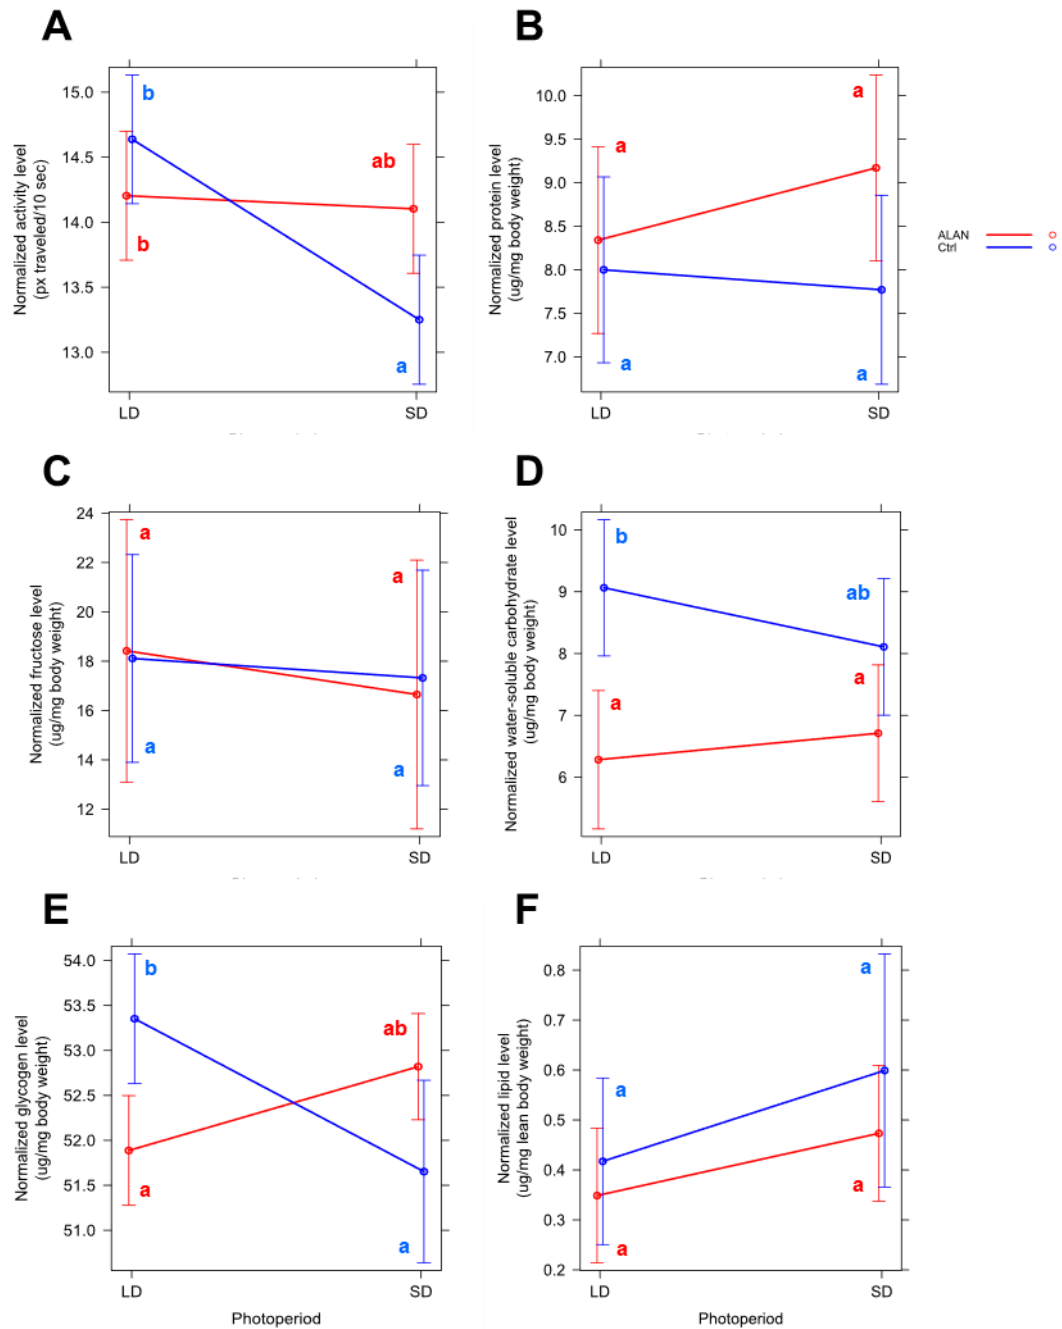 A
B
Normalized activity level
(px traveled/10 sec)
15.0
14.5
14.0
13.5
13.0
b
b
ab
a
LD
SD
Normalized protein level
(ug/mg body weight)
10.0
9.5
9.0
8.5
8.0
7.5
7.0
a
a
a
a
LD
SD
ALAN
Ctrl
C
D
Normalized fructose level
(ug/mg body weight)
24
22
20
18
16
14
12
a
a
a
a
LD
SD
Normalized water-soluble carbohydrate level
(ug/mg body weight)
10
9
8
7
6
b
ab
a
a
LD
SD
E
F
Normalized glycogen level
(ug/mg body weight)
54.0
53.5
53.0
52.5
52.0
51.5
51.0
b
ab
a
a
LD
SD
Photoperiod
Normalized lipid level
(ug/mg lean body weight)
0.8
0.7
0.6
0.5
0.4
0.3
0.2
a
a
a
a
LD
SD
Photoperiod